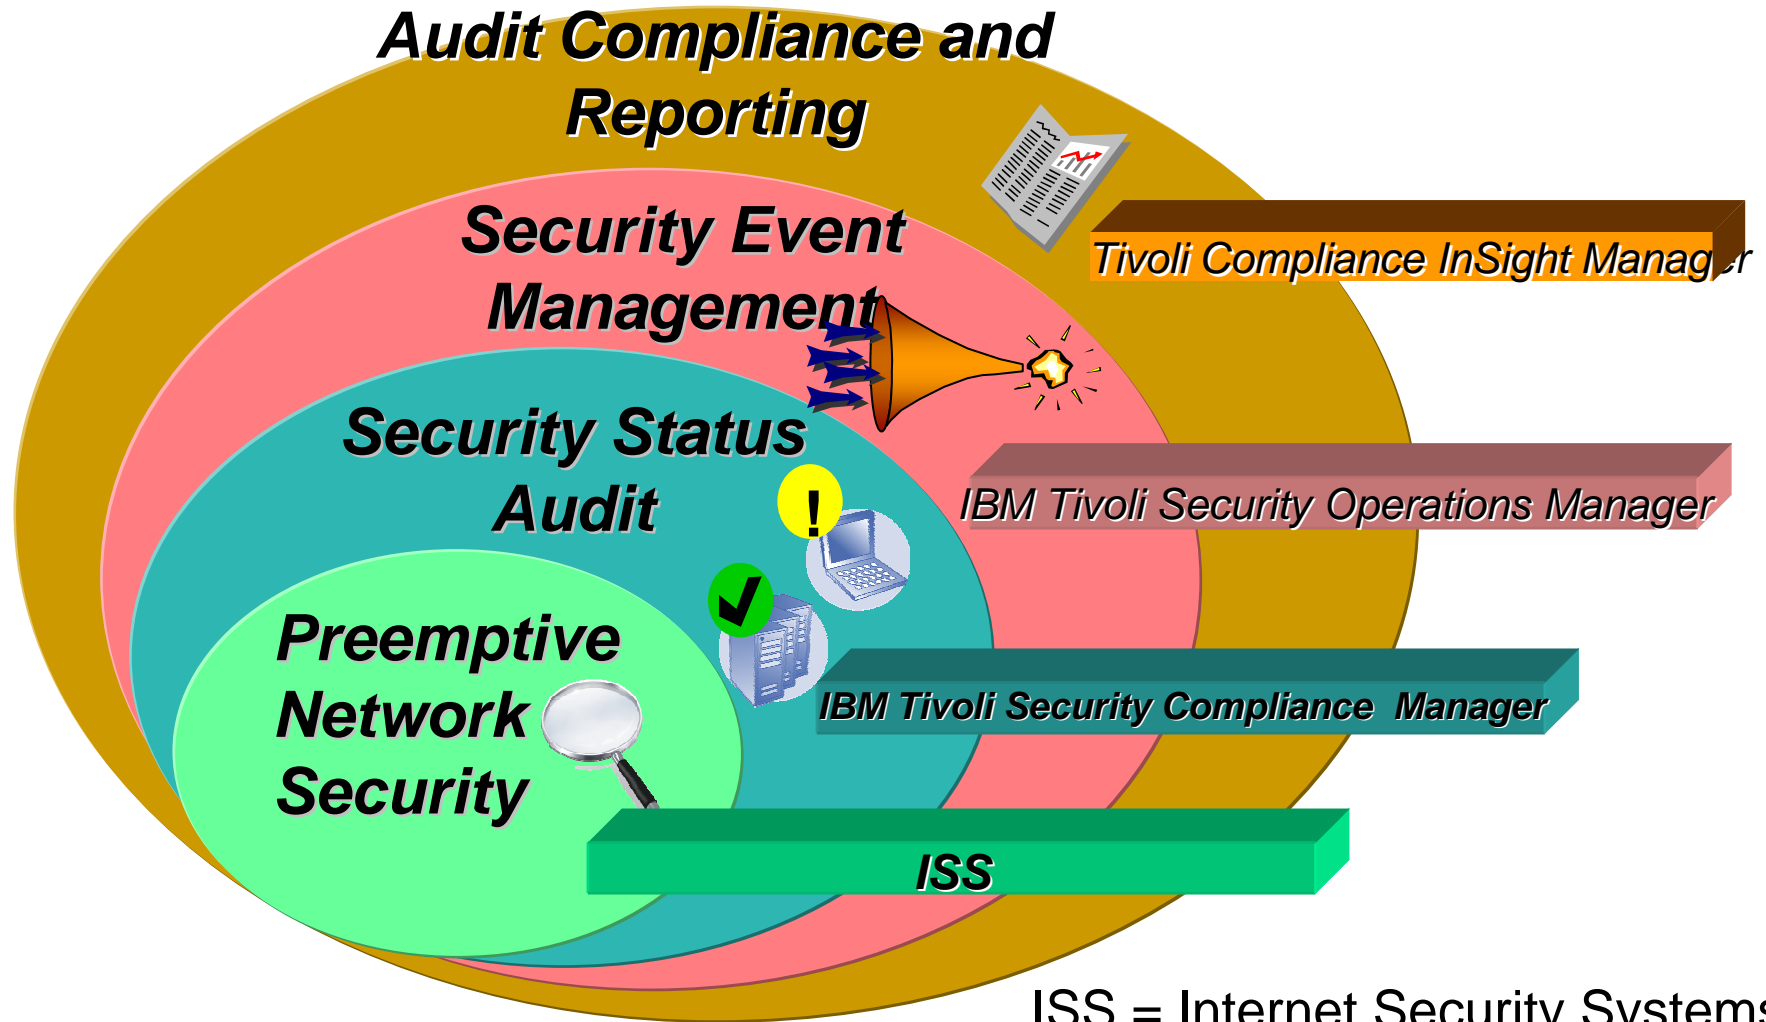 Audit Compliance and
Reporting
Tivoli Compliance InSight Manager
Security Event
Management
IBM Tivoli Security Operations Manager
Security Status
Audit
!
IBM Tivoli Security Compliance Manager
Preemptive
Network
Security
ISS
ISS = Internet Security Systems